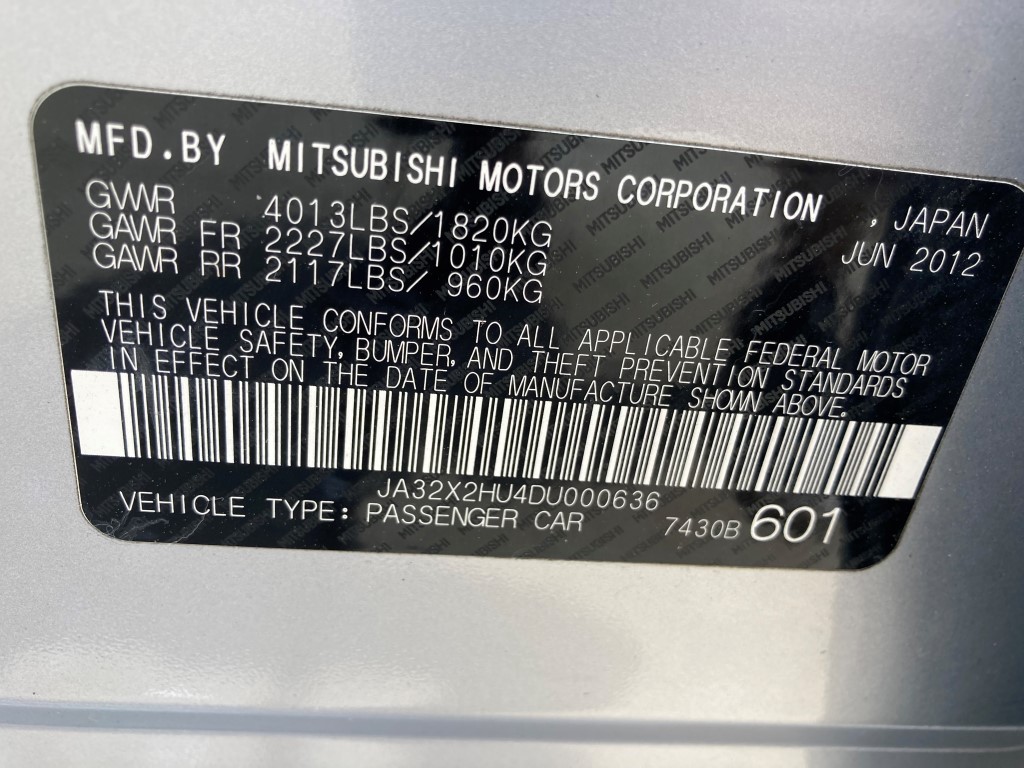 MFD.BY MITSUBISHI MOTORS CORPORATION , JAPAN
GVWR 4013LBS/1820KG JUN 2012
GAWR FR 2227LBS/1010KG
GAWR RR 2117LBS/ 960KG
THIS VEHICLE CONFORMS TO ALL APPLICABLE FEDERAL MOTOR
VEHICLE SAFETY, BUMPER, AND THEFT PREVENTION STANDARDS
IN EFFECT ON THE DATE OF MANUFACTURE SHOWN ABOVE.
JA32X2HU4DU000636
VEHICLE TYPE: PASSENGER CAR 7430B 601